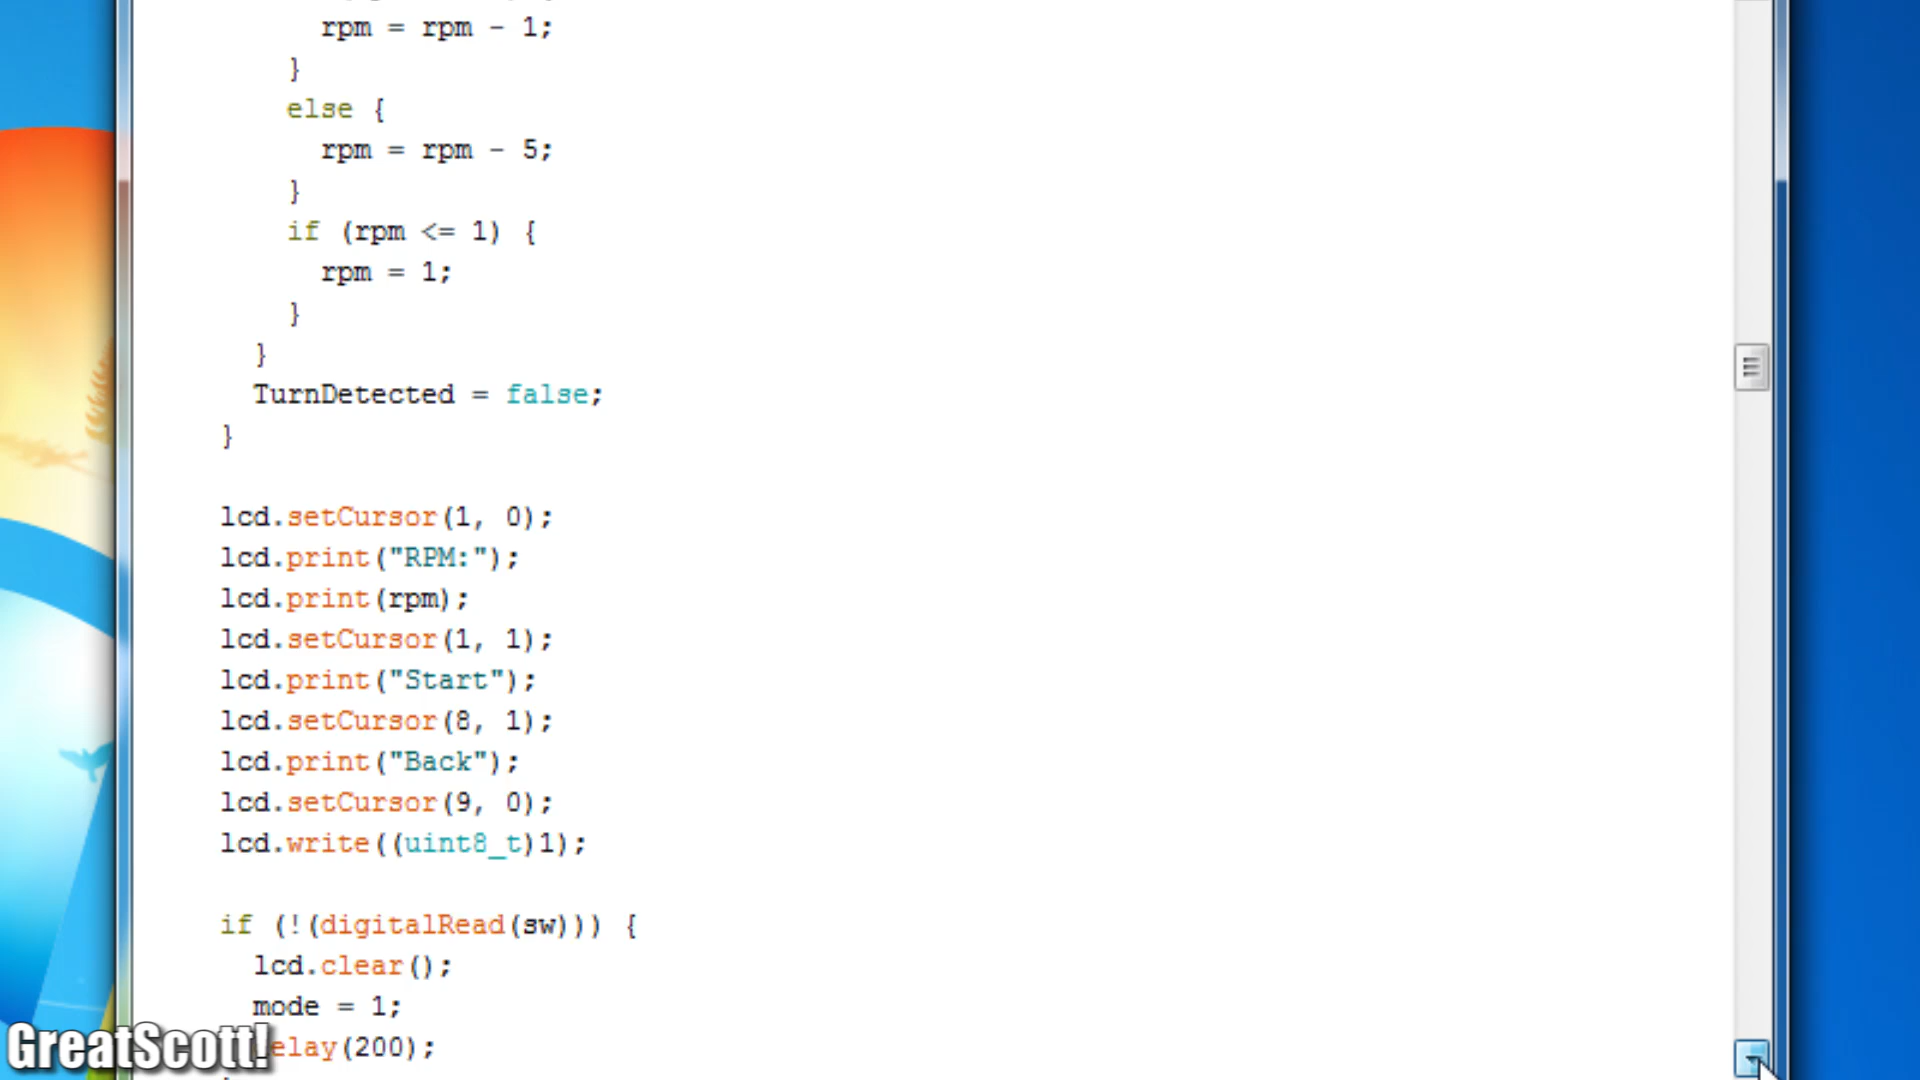 rpm = rpm - 1;
}
else {
rpm = rpm - 5;
}
if (rpm <= 1) {
rpm = 1;
}
}
TurnDetected = false;
}
lcd.setCursor(1, 0);
lcd.print("RPM:");
lcd.print(rpm);
lcd.setCursor(1, 1);
lcd.print("Start");
lcd.setCursor(8, 1);
lcd.print("Back");
lcd.setCursor(9, 0);
lcd.write((uint8_t)1);
if (!(digitalRead(sw))) {
lcd.clear();
mode = 1;
elay(200);
GreatScott!